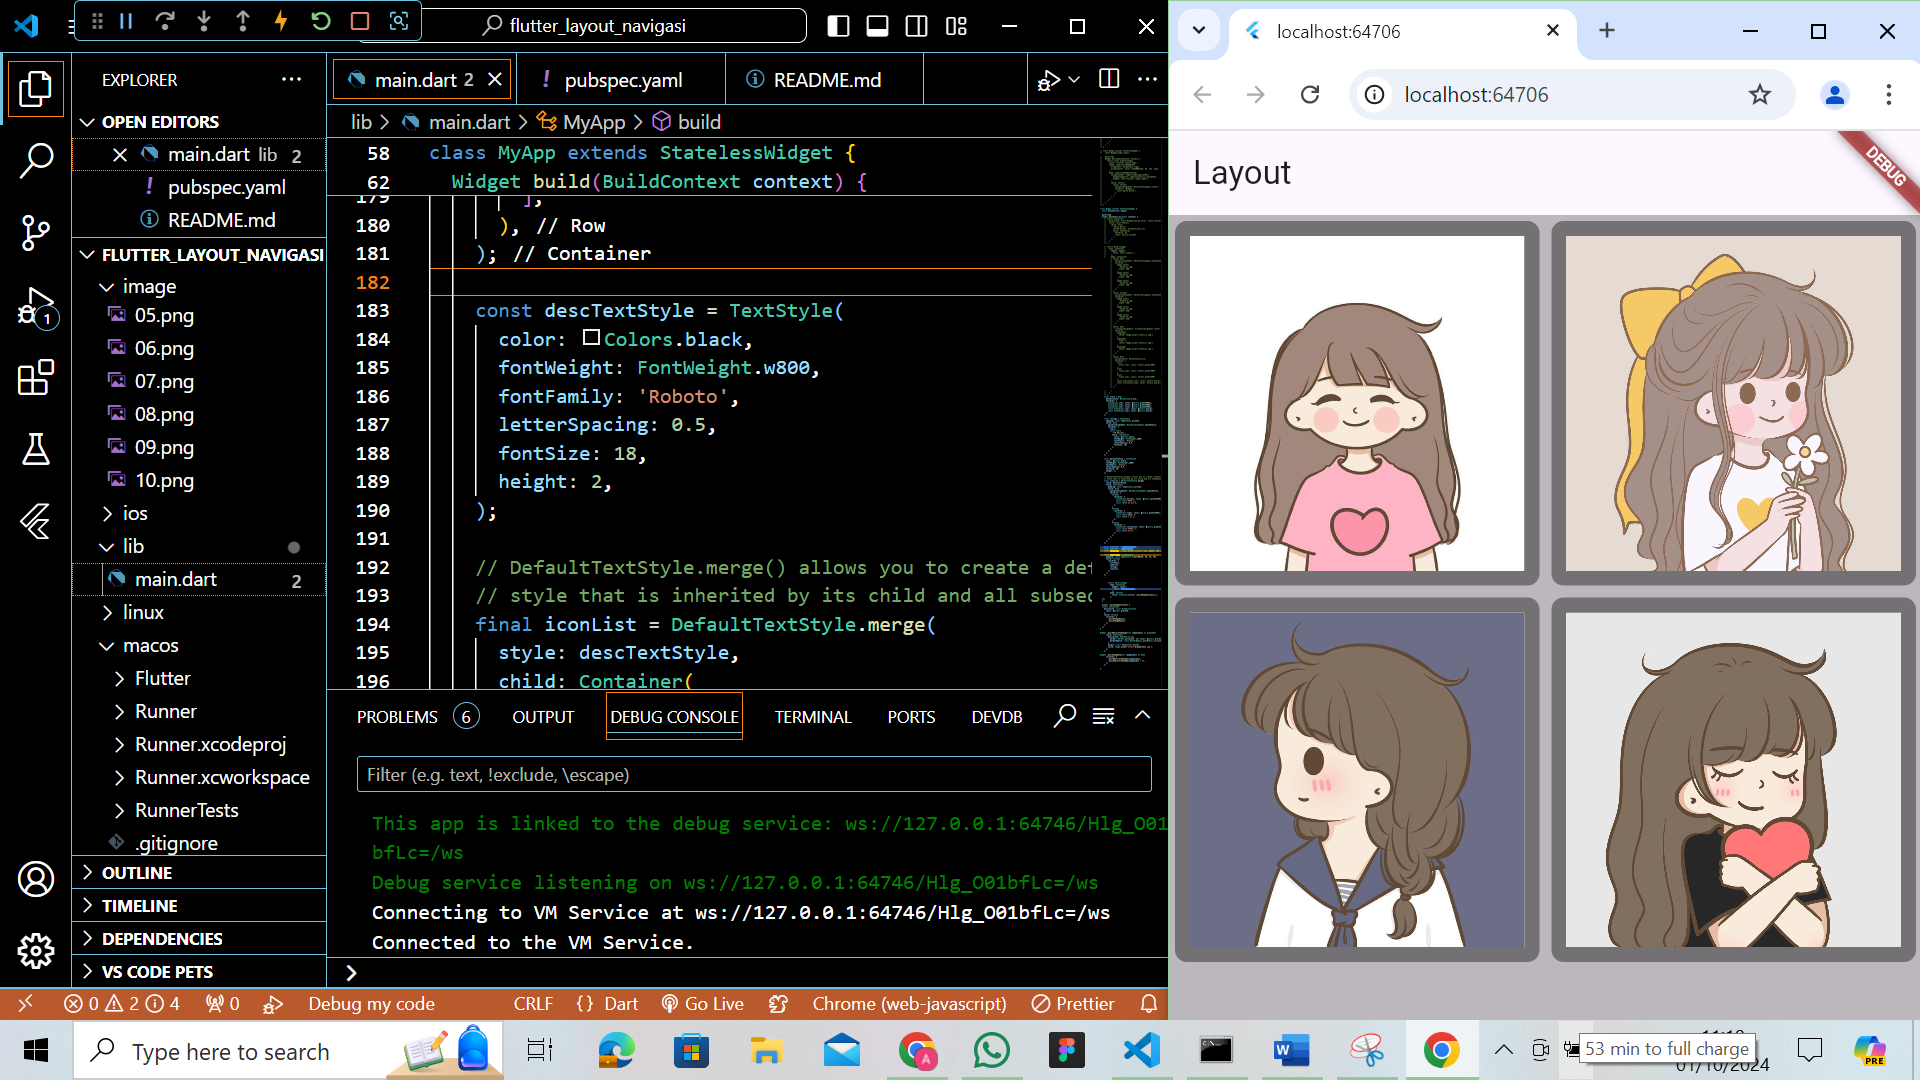 flutter_layout_navigasi
EXPLORER
OPEN EDITORS
main.dart lib 2
! pubspec.yaml
README.md
FLUTTER_LAYOUT_NAVIGASI
image
05.png
06.png
07.png
08.png
09.png
10.png
ios
lib
main.dart 2
linux
macos
Flutter
Runner
Runner.xcodeproj
Runner.xcworkspace
RunnerTests
.gitignore
OUTLINE
TIMELINE
DEPENDENCIES
VS CODE PETS
1
main.dart 2
! pubspec.yaml
README.md
lib > main.dart > MyApp > build
58 class MyApp extends StatelessWidget {
62 Widget build(BuildContext context) {
179 ],
180 ), // Row
181 ); // Container
182
183 const descTextStyle = TextStyle(
184 color: Colors.black,
185 fontWeight: FontWeight.w800,
186 fontFamily: 'Roboto',
187 letterSpacing: 0.5,
188 fontSize: 18,
189 height: 2,
190 );
191
192 // DefaultTextStyle.merge() allows you to create a def
193 // style that is inherited by its child and all subsec
194 final iconList = DefaultTextStyle.merge(
195 style: descTextStyle,
196 child: Container(
PROBLEMS 6 OUTPUT DEBUG CONSOLE TERMINAL PORTS DEVDB
Filter (e.g. text, !exclude, \escape)
This app is linked to the debug service: ws://127.0.0.1:64746/Hlg_O01
bfLc=/ws
Debug service listening on ws://127.0.0.1:64746/Hlg_O01bfLc=/ws
Connecting to VM Service at ws://127.0.0.1:64746/Hlg_O01bfLc=/ws
Connected to the VM Service.
0 2 4 0 Debug my code CRLF {} Dart Go Live Chrome (web-javascript) Prettier
localhost:64706
localhost:64706
Layout
DEBUG
Type here to search
A
53 min to full charge
01/10/2024
PRE